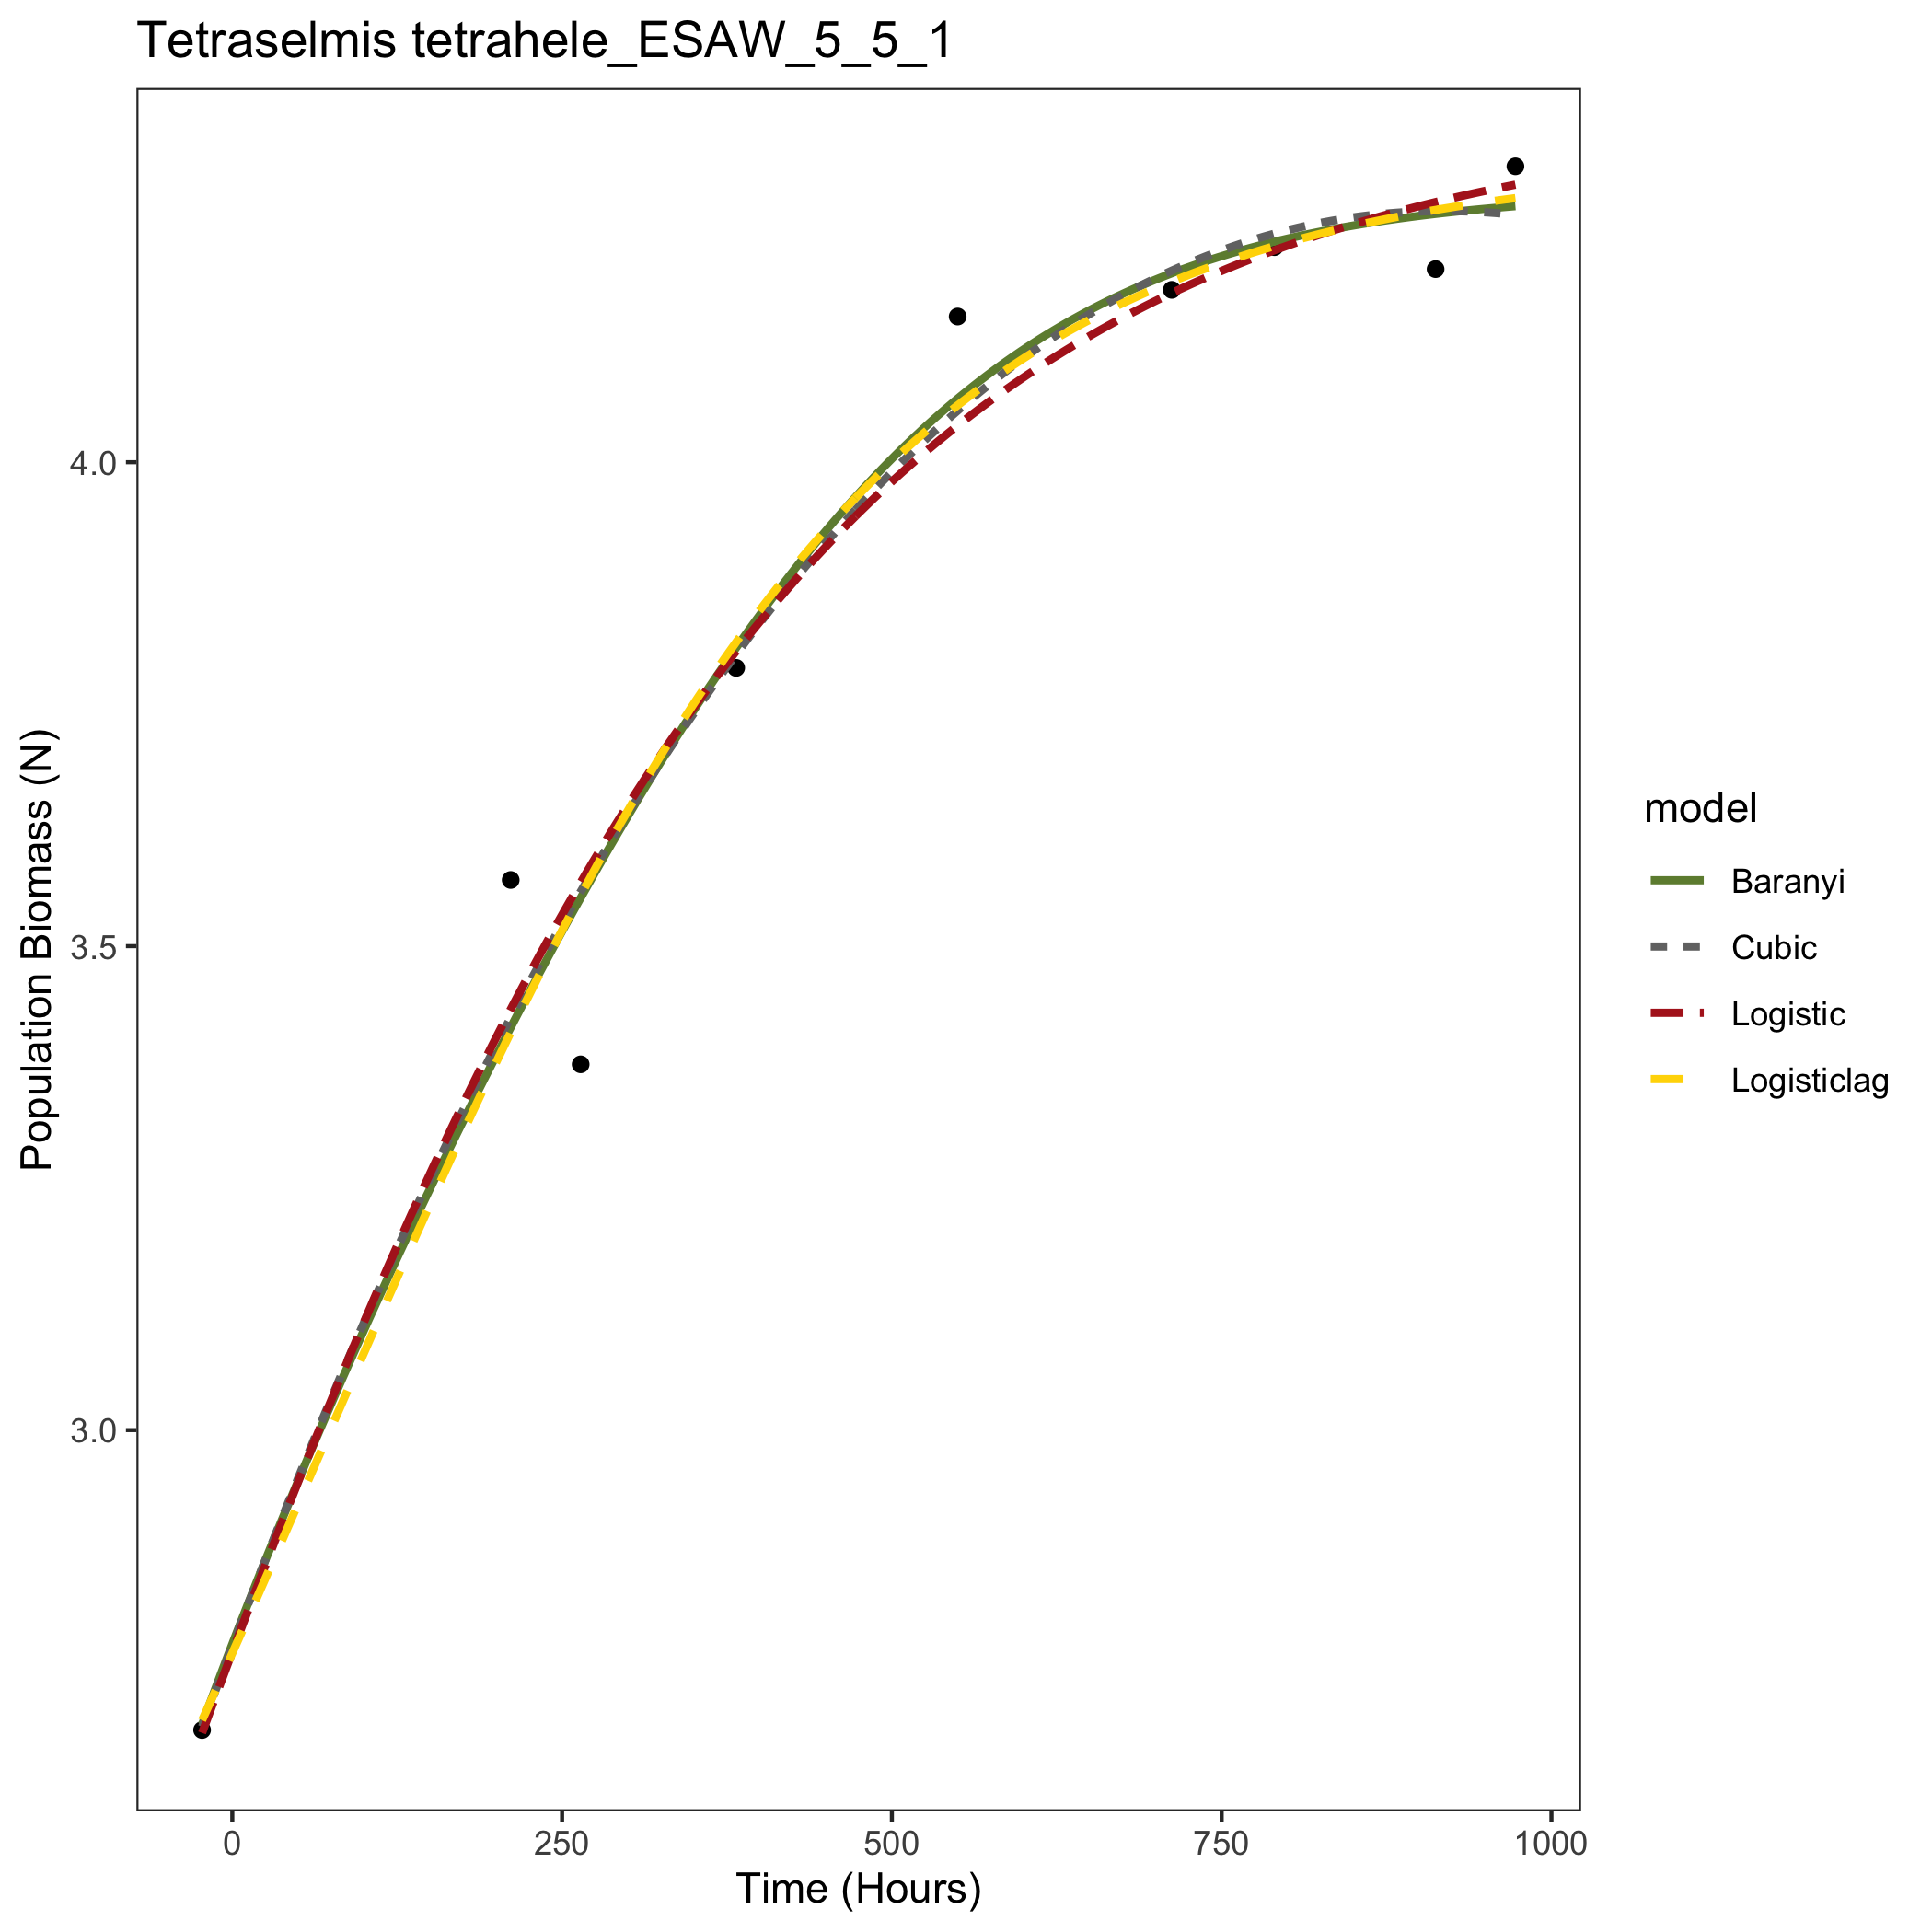 Tetraselmis tetrahele_ESAW_5_5_1
Population Biomass (N)
4.0
3.5
3.0
0 250 500 750 1000
Time (Hours)
model
Baranyi
Cubic
Logistic
Logisticlag